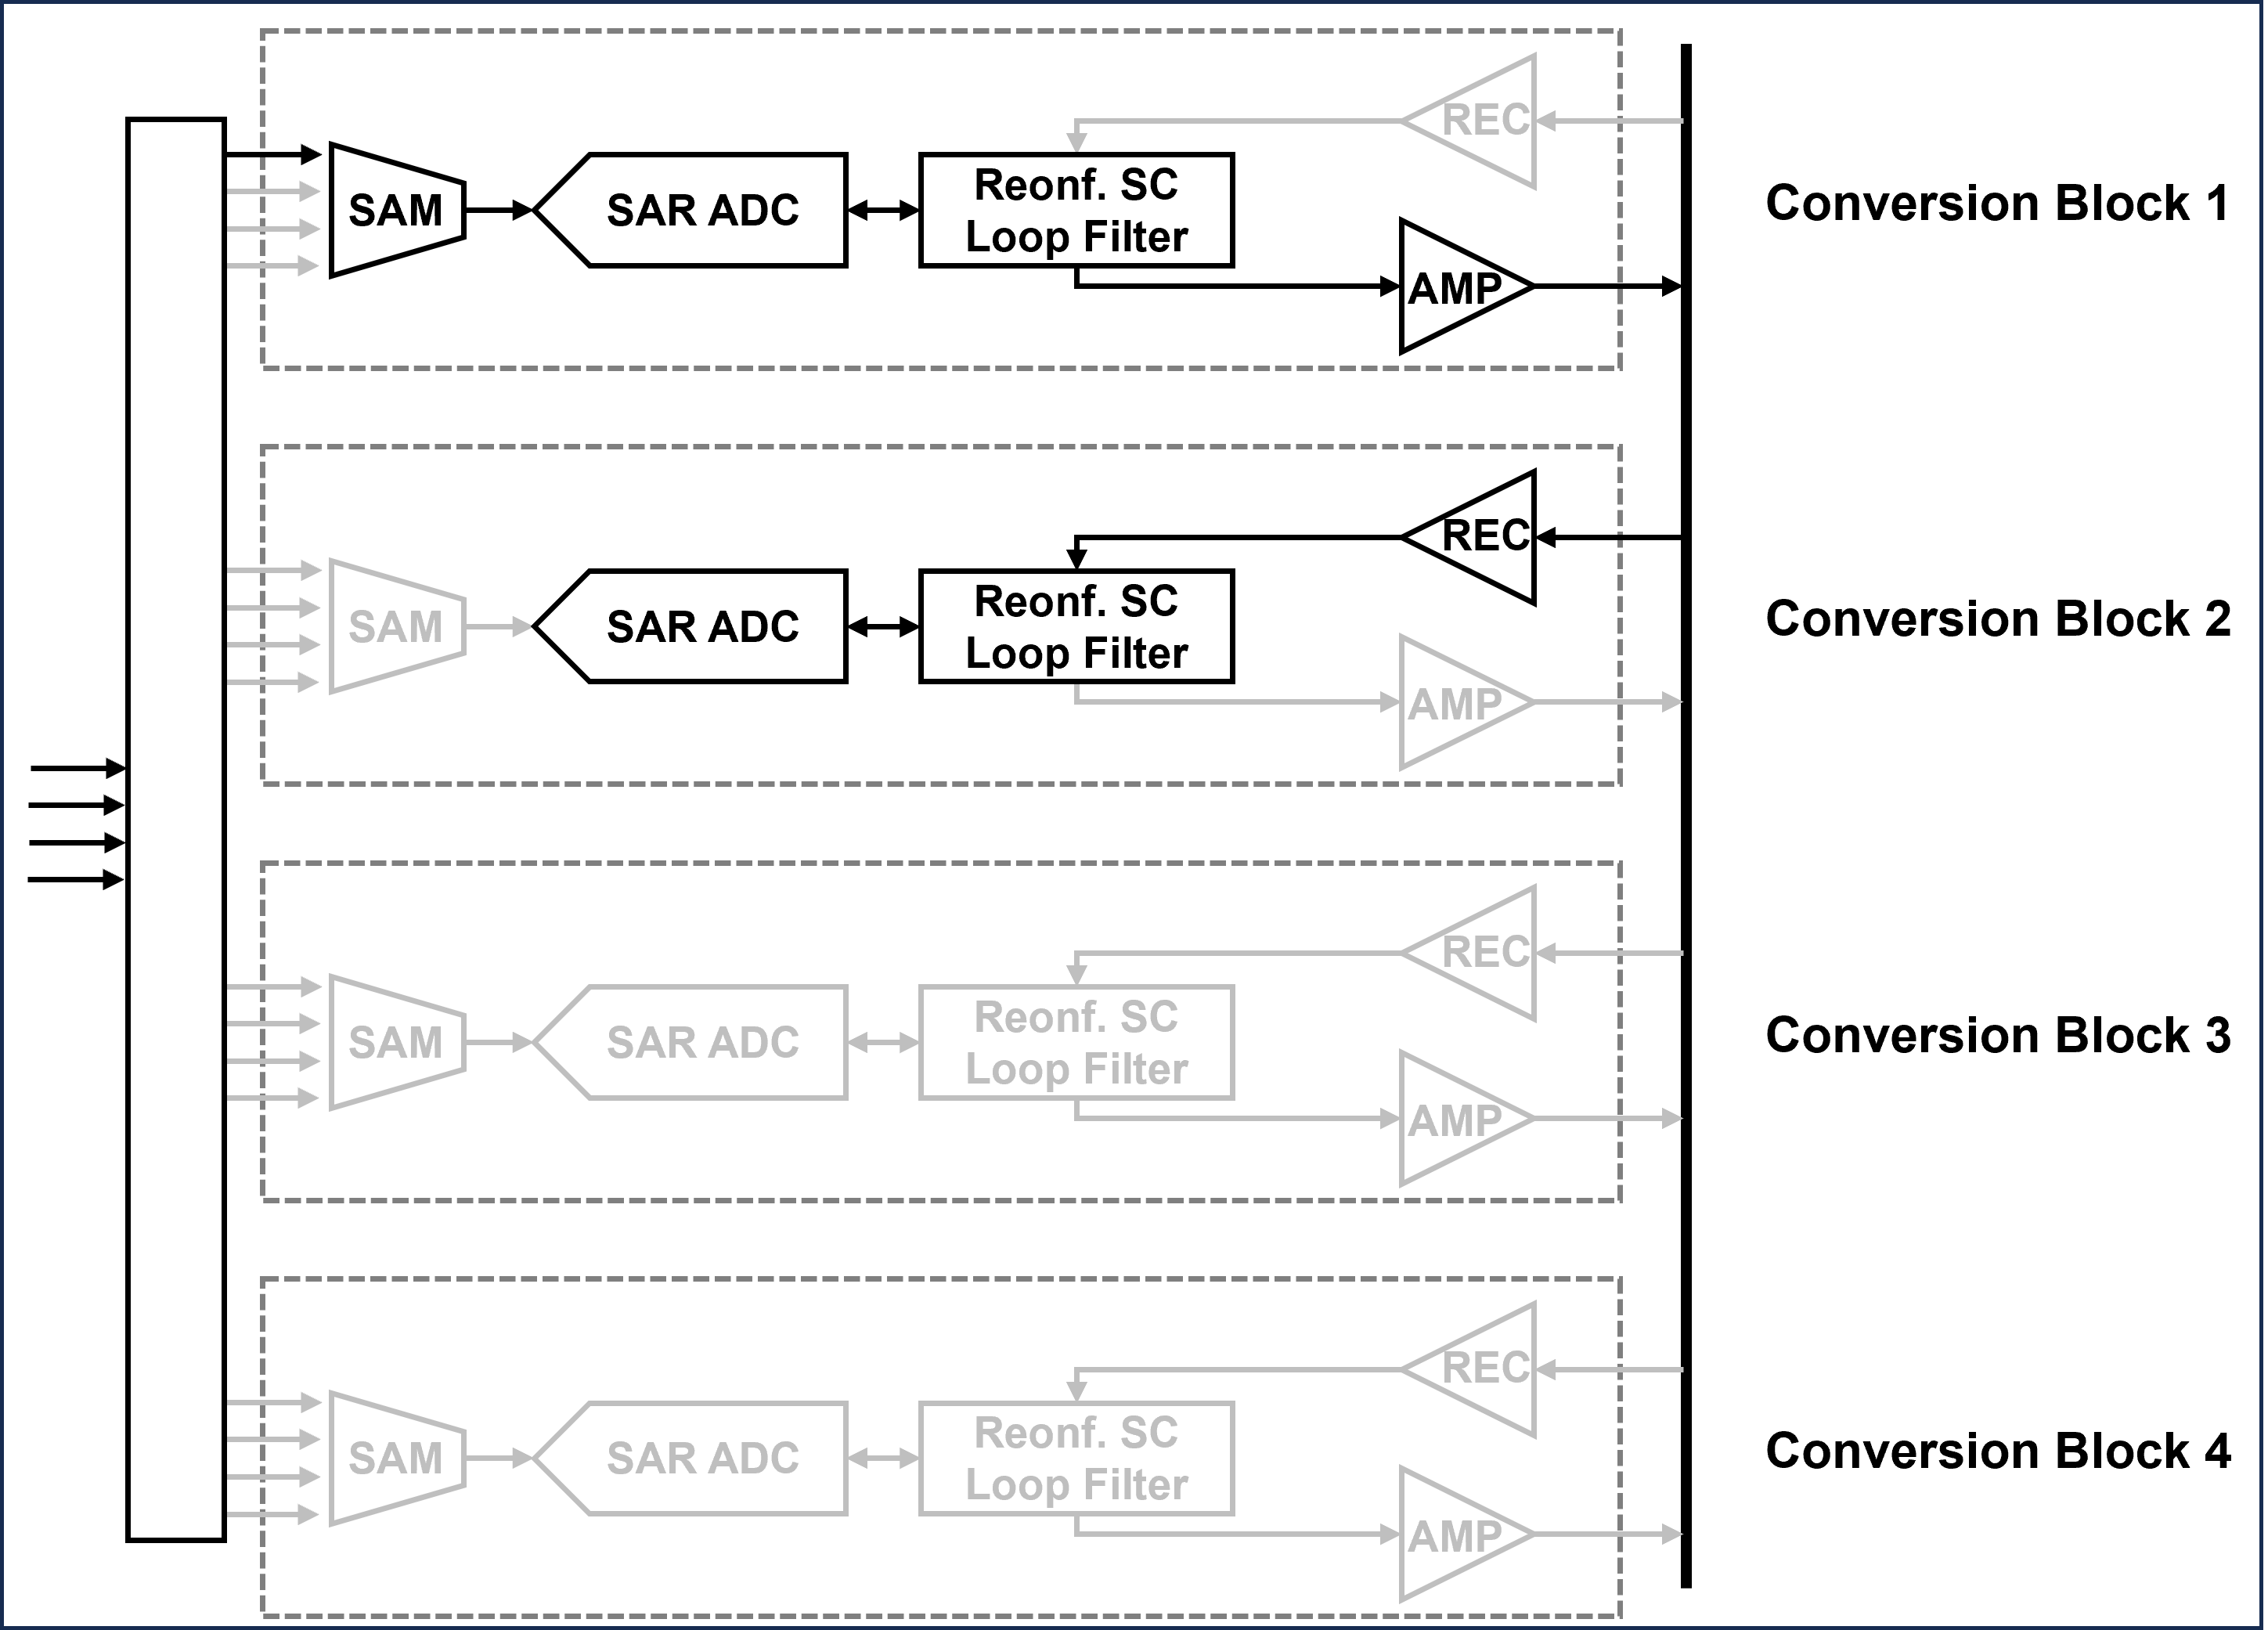 REC
SAM
SAR ADC
Reonf. SC
Loop Filter
AMP
Conversion Block 1
REC
SAM
SAR ADC
Reonf. SC
Loop Filter
AMP
Conversion Block 2
REC
SAM
SAR ADC
Reonf. SC
Loop Filter
AMP
Conversion Block 3
REC
SAM
SAR ADC
Reonf. SC
Loop Filter
AMP
Conversion Block 4